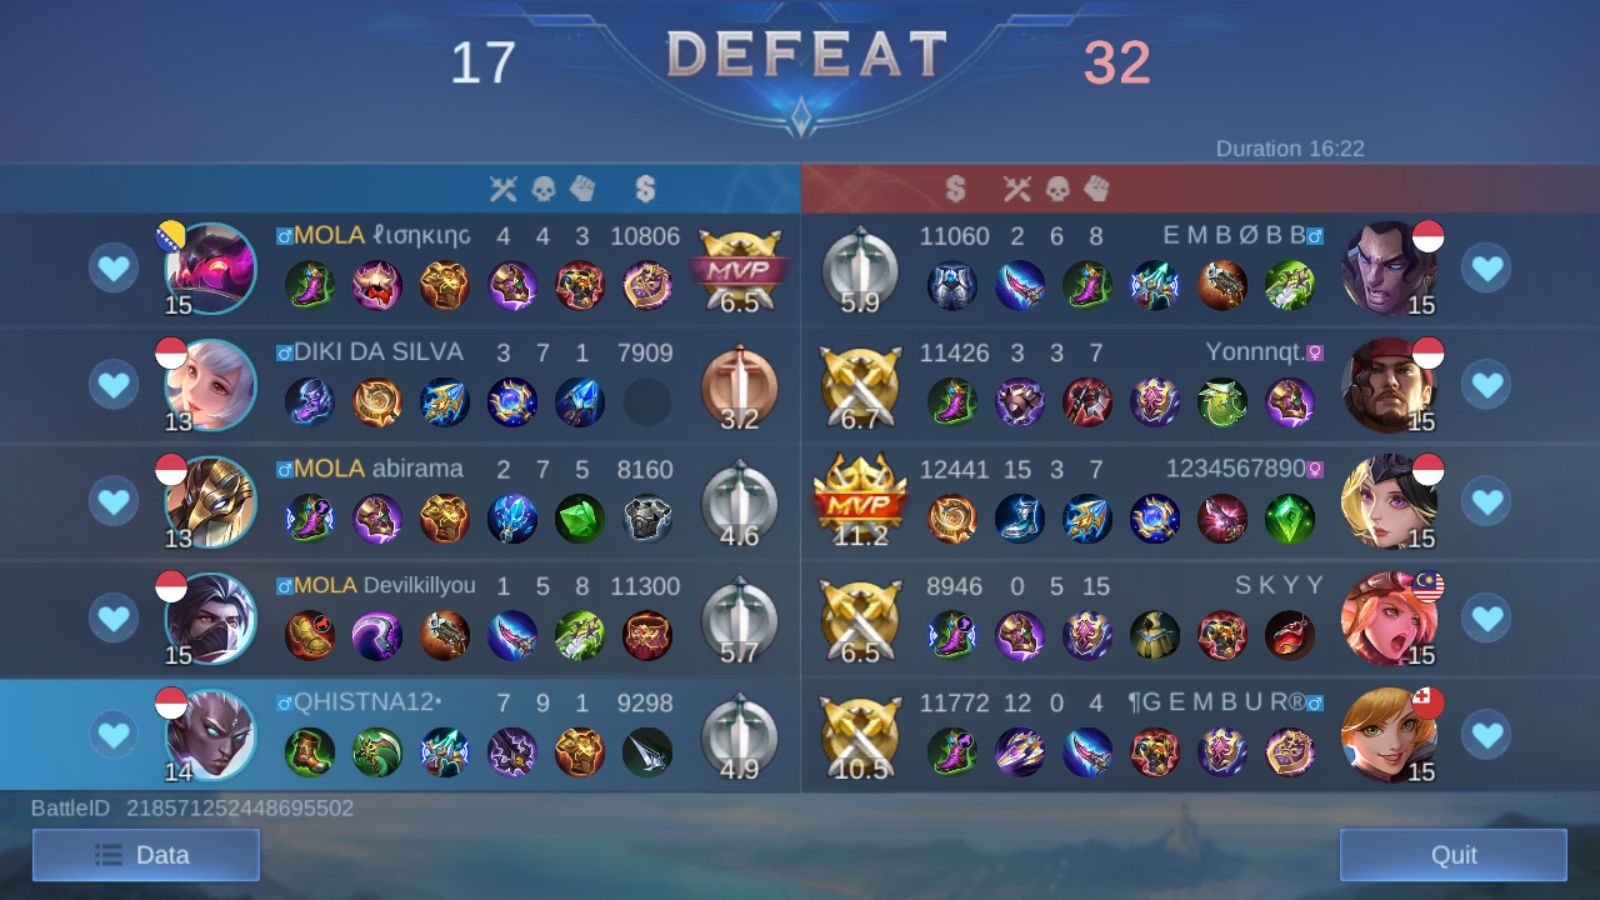 17 DEFEAT 32
Duration 16:22
MOLA ℓισηκιηG 4 4 3 10806 MVP 6.5
5.9 11060 2 6 8 E M B Ø B B
15 15
DIKI DA SILVA 3 7 1 7909 3.2
6.7 11426 3 3 7 Yonnnqt.
13 15
MOLA abirama 2 7 5 8160 4.6
MVP 11.2 12441 15 3 7 1234567890
13 15
MOLA Devilkillyou 1 5 8 11300 5.7
6.5 8946 0 5 15 S K Y Y
15 15
QHISTNA12• 7 9 1 9298 4.9
10.5 11772 12 0 4 ¶G E M B U R®
14 15
BattleID 218571252448695502
Data Quit